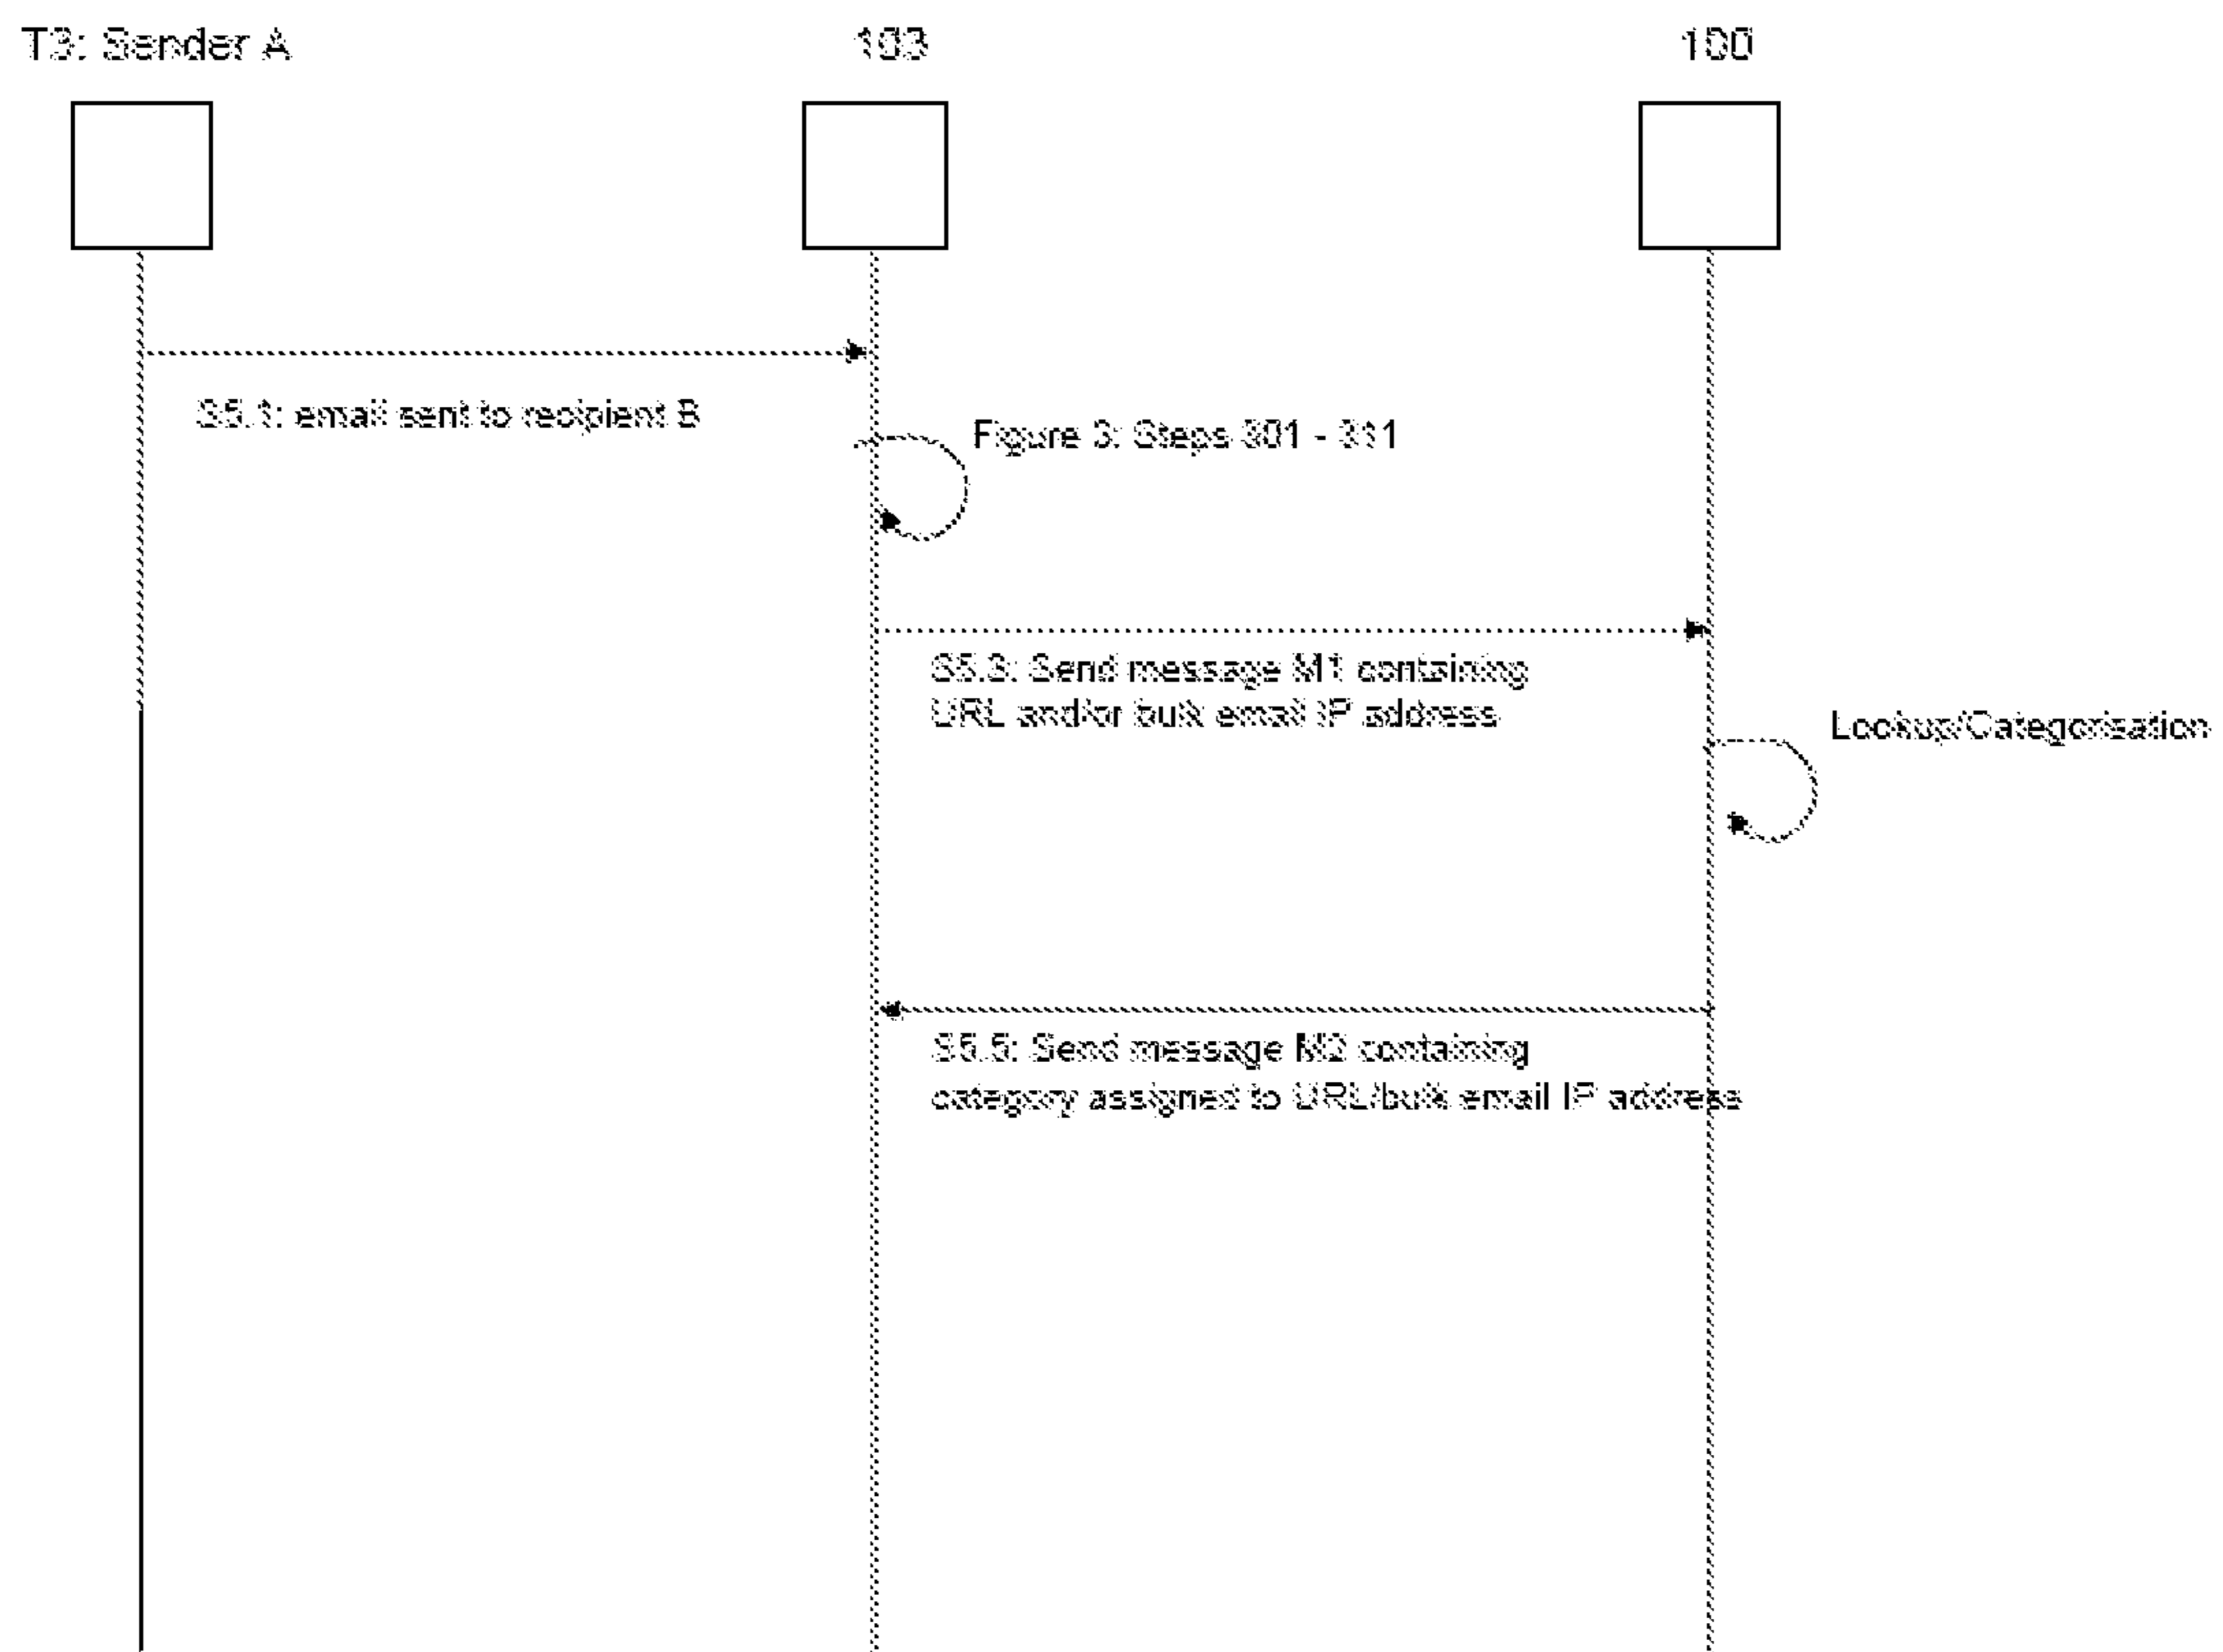 T3: Sender A
103
100
S5.1: email sent to recipient B
Figure 3: Steps 301 - 311
S5.3: Send message M1 containing
URL and/or bulk email IP address
Lookup/Categorisation
S5.5: Send message M2 containing
category assigned to URL/bulk email IP address